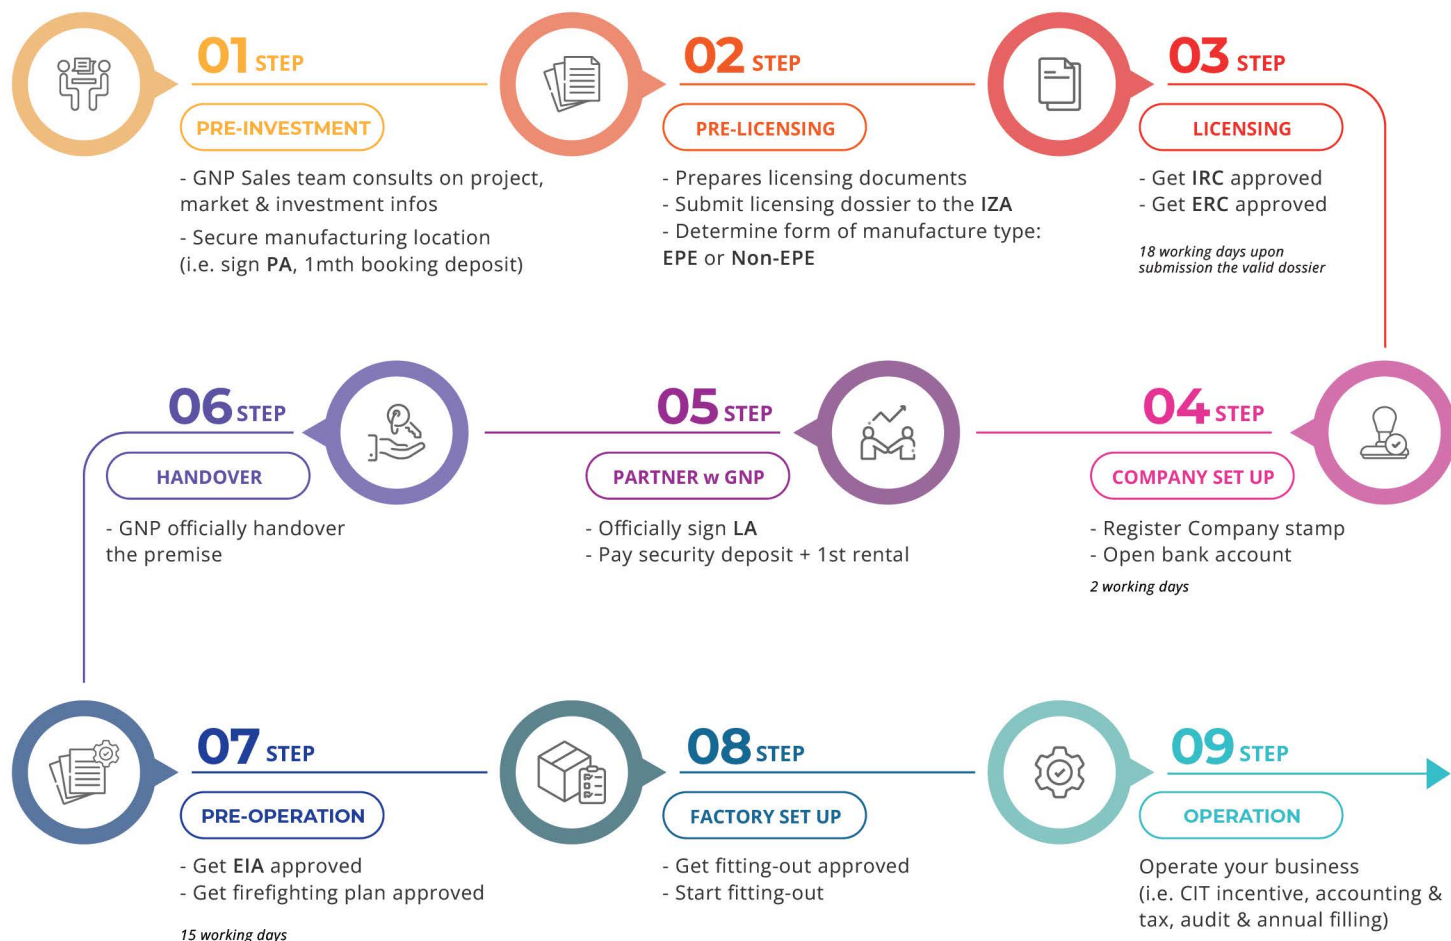 01 STEP
PRE-INVESTMENT
- GNP Sales team consults on project,
market & investment infos
- Secure manufacturing location
(i.e. sign PA, 1mth booking deposit)
02 STEP
PRE-LICENSING
- Prepares licensing documents
- Submit licensing dossier to the IZA
- Determine form of manufacture type:
EPE or Non-EPE
03 STEP
LICENSING
- Get IRC approved
- Get ERC approved
18 working days upon
submission the valid dossier
04 STEP
COMPANY SET UP
- Register Company stamp
- Open bank account
2 working days
05 STEP
PARTNER w GNP
- Officially sign LA
- Pay security deposit + 1st rental
06 STEP
HANDOVER
- GNP officially handover
the premise
07 STEP
PRE-OPERATION
- Get EIA approved
- Get firefighting plan approved
15 working days
08 STEP
FACTORY SET UP
- Get fitting-out approved
- Start fitting-out
09 STEP
OPERATION
Operate your business
(i.e. CIT incentive, accounting &
tax, audit & annual filling)